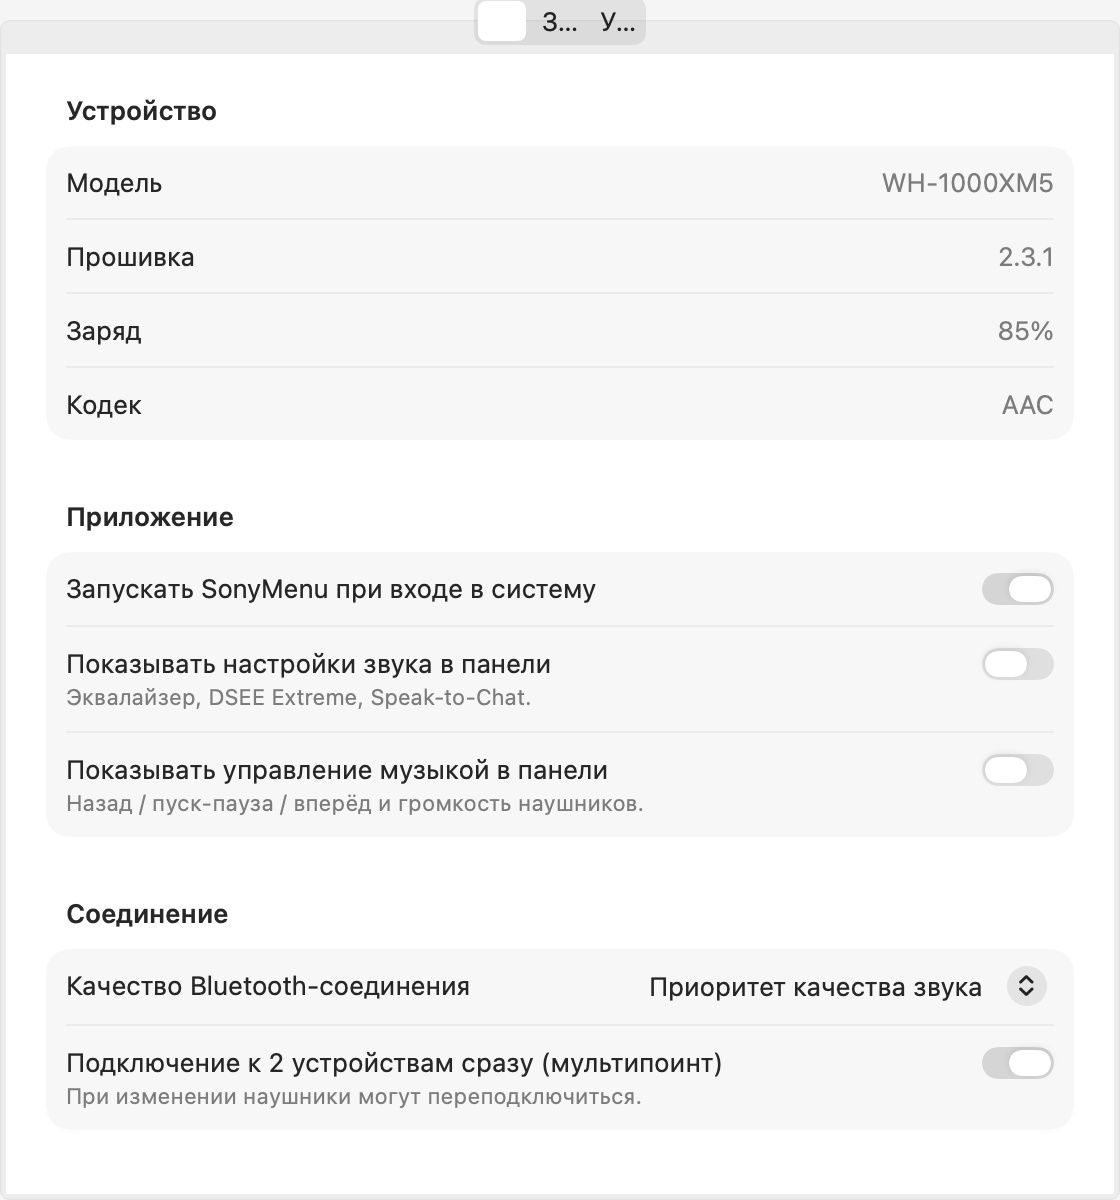 З... У...
Устройство
Модель WH-1000XM5
Прошивка 2.3.1
Заряд 85%
Кодек AAC
Приложение
Запускать SonyMenu при входе в систему
Показывать настройки звука в панели
Эквалайзер, DSEE Extreme, Speak-to-Chat.
Показывать управление музыкой в панели
Назад / пуск-пауза / вперёд и громкость наушников.
Соединение
Качество Bluetooth-соединения Приоритет качества звука
Подключение к 2 устройствам сразу (мультипоинт)
При изменении наушники могут переподключиться.